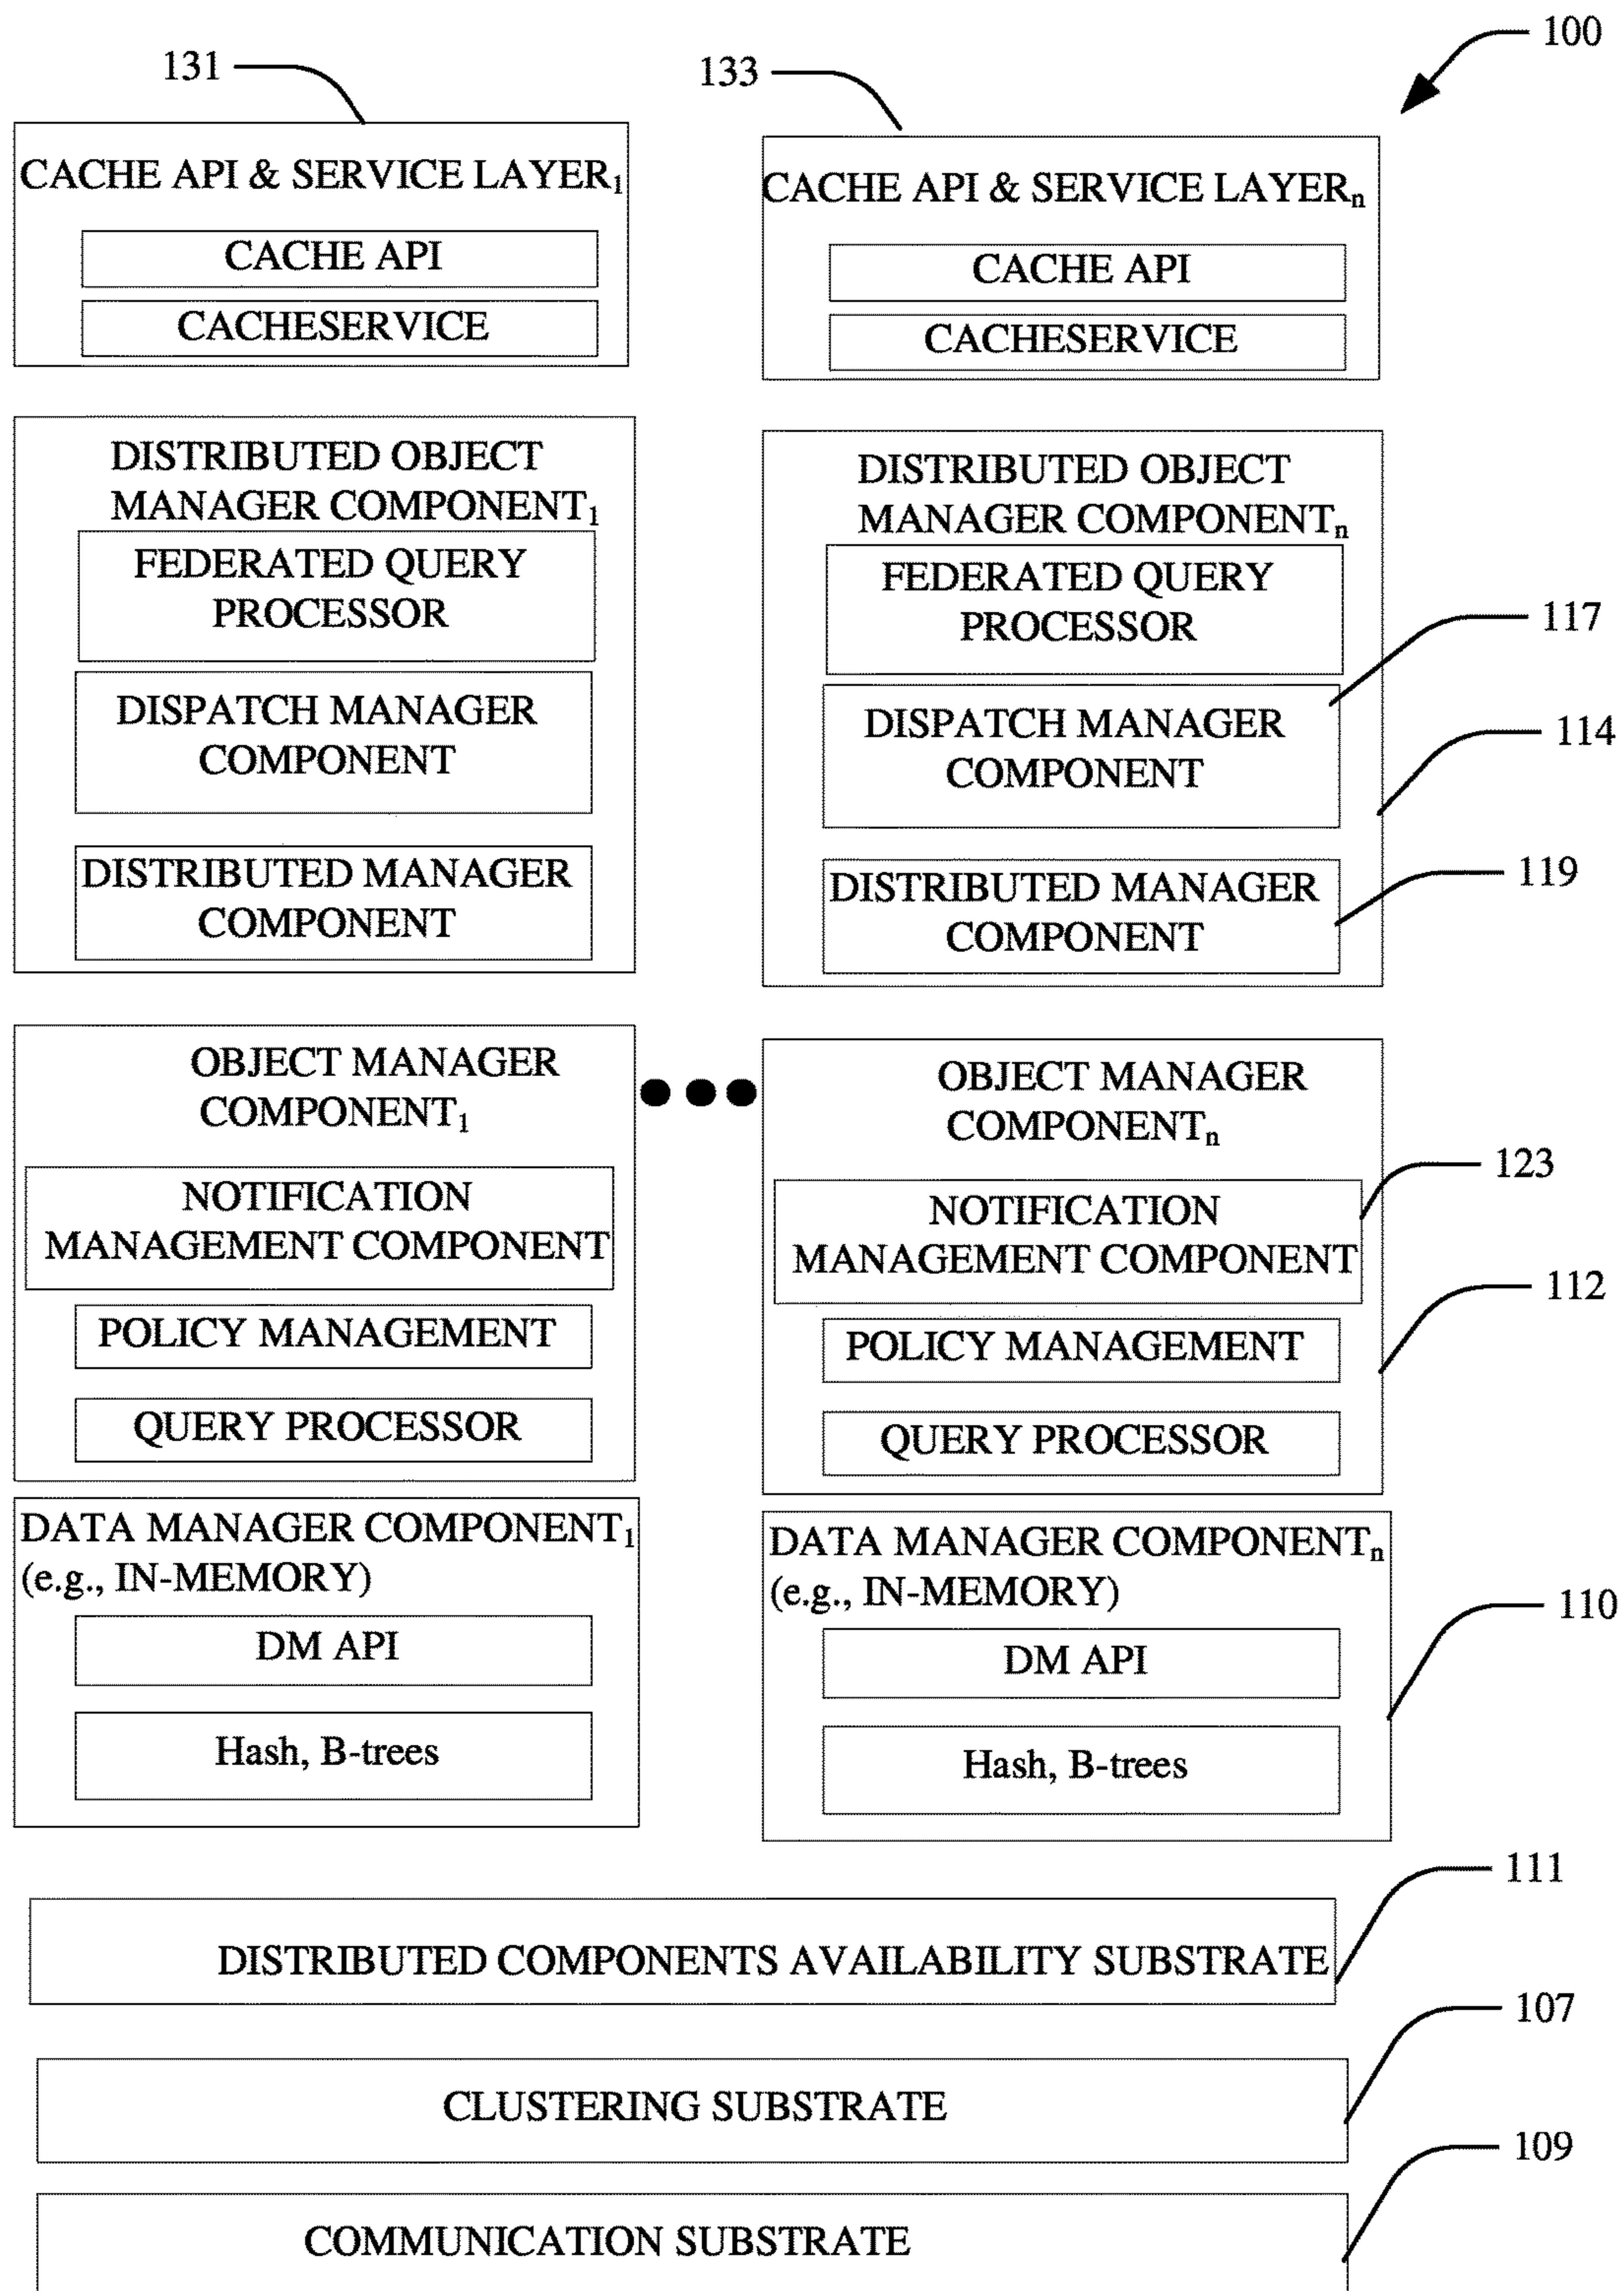 100
131
133
CACHE API & SERVICE LAYER1
CACHE API
CACHESERVICE
CACHE API & SERVICE LAYERn
CACHE API
CACHESERVICE
DISTRIBUTED OBJECT
MANAGER COMPONENT1
FEDERATED QUERY
PROCESSOR
DISPATCH MANAGER
COMPONENT
DISTRIBUTED MANAGER
COMPONENT
DISTRIBUTED OBJECT
MANAGER COMPONENTn
FEDERATED QUERY
PROCESSOR
DISPATCH MANAGER
COMPONENT
DISTRIBUTED MANAGER
COMPONENT
117
114
119
OBJECT MANAGER
COMPONENT1
NOTIFICATION
MANAGEMENT COMPONENT
POLICY MANAGEMENT
QUERY PROCESSOR
OBJECT MANAGER
COMPONENTn
NOTIFICATION
MANAGEMENT COMPONENT
POLICY MANAGEMENT
QUERY PROCESSOR
123
112
DATA MANAGER COMPONENT1
(e.g., IN-MEMORY)
DM API
Hash, B-trees
DATA MANAGER COMPONENTn
(e.g., IN-MEMORY)
DM API
Hash, B-trees
110
DISTRIBUTED COMPONENTS AVAILABILITY SUBSTRATE
111
CLUSTERING SUBSTRATE
107
COMMUNICATION SUBSTRATE
109